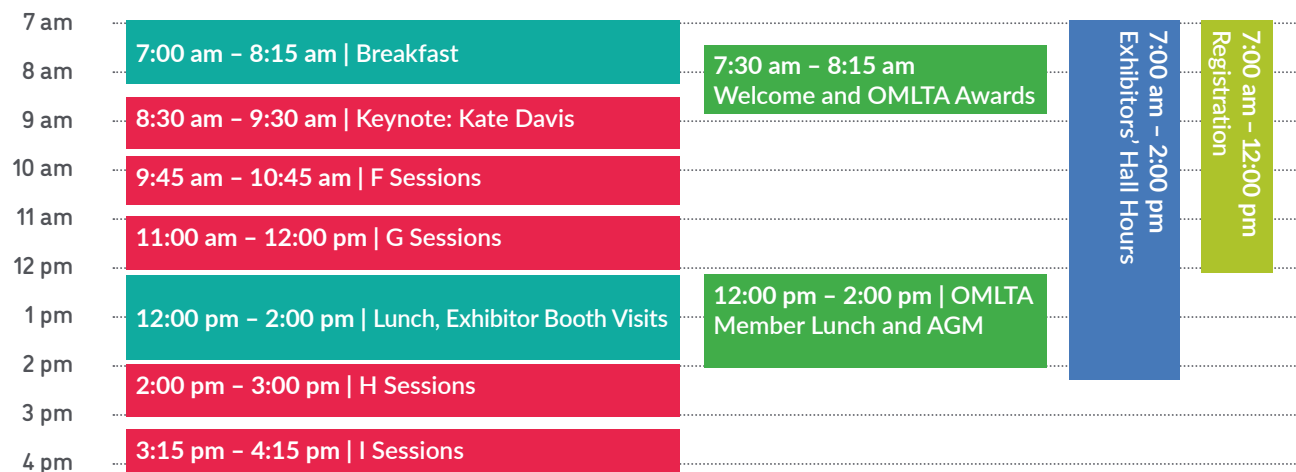 7 am
8 am
9 am
10 am
11 am
12 pm
1 pm
2 pm
3 pm
4 pm
7:00 am – 8:15 am | Breakfast
8:30 am – 9:30 am | Keynote: Kate Davis
9:45 am – 10:45 am | F Sessions
11:00 am – 12:00 pm | G Sessions
12:00 pm – 2:00 pm | Lunch, Exhibitor Booth Visits
2:00 pm – 3:00 pm | H Sessions
3:15 pm – 4:15 pm | I Sessions
7:30 am – 8:15 am
Welcome and OMLTA Awards
12:00 pm – 2:00 pm | OMLTA
Member Lunch and AGM
7:00 am – 2:00 pm
Exhibitors’ Hall Hours
7:00 am – 12:00 pm
Registration